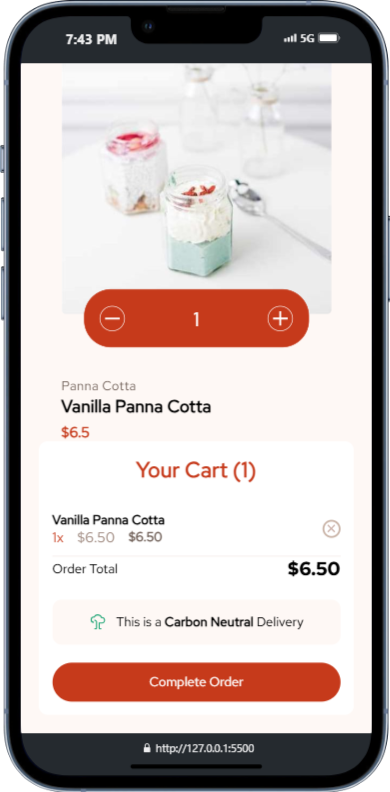 7:43 PM 5G
1
Panna Cotta
Vanilla Panna Cotta
$6.5
Your Cart (1)
Vanilla Panna Cotta
1x $6.50 $6.50
Order Total $6.50
This is a Carbon Neutral Delivery
Complete Order
http://127.0.0.1:5500